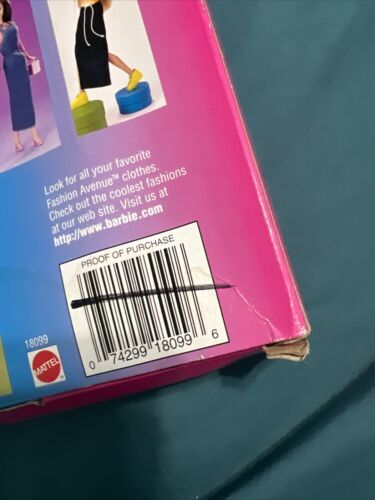 Look for all your favorite
Fashion Avenue™ clothes.
Check out the coolest fashions
at our web site. Visit us at
http://www.barbie.com
PROOF OF PURCHASE
18099
MATTEL
0 74299 18099 6